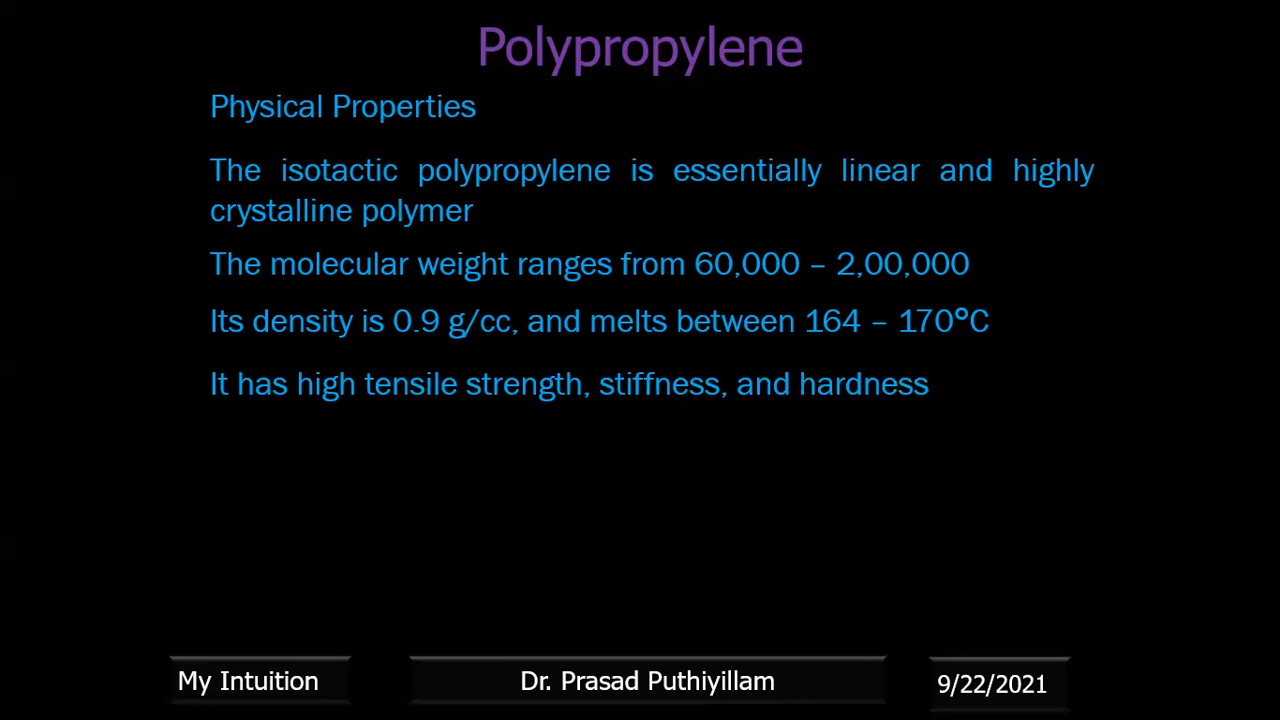 Polypropylene
Physical Properties
The isotactic polypropylene is essentially linear and highly
crystalline polymer
The molecular weight ranges from 60,000 – 2,00,000
Its density is 0.9 g/cc, and melts between 164 – 170°C
It has high tensile strength, stiffness, and hardness
My Intuition
Dr. Prasad Puthiyillam
9/22/2021